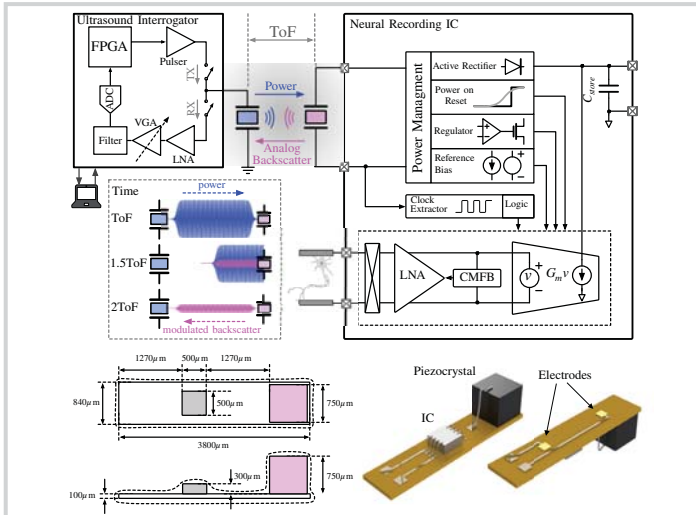 Ultrasound Interrogator
FPGA
Pulser
TX
RX
ADC
VGA
Filter
LNA
ToF
Power
Analog
Backscatter
Neural Recording IC
Power Managment
Active Rectifier
Power on
Reset
Regulator
Reference
Bias
Cstore
Clock
Extractor
Logic
LNA
CMFB
v
+
−
Gmv
Time
power
ToF
1.5ToF
2ToF
modulated backscatter
1270μm
500μm
1270μm
840μm
500μm
750μm
3800μm
300μm
750μm
100μm
Piezocrystal
IC
Electrodes